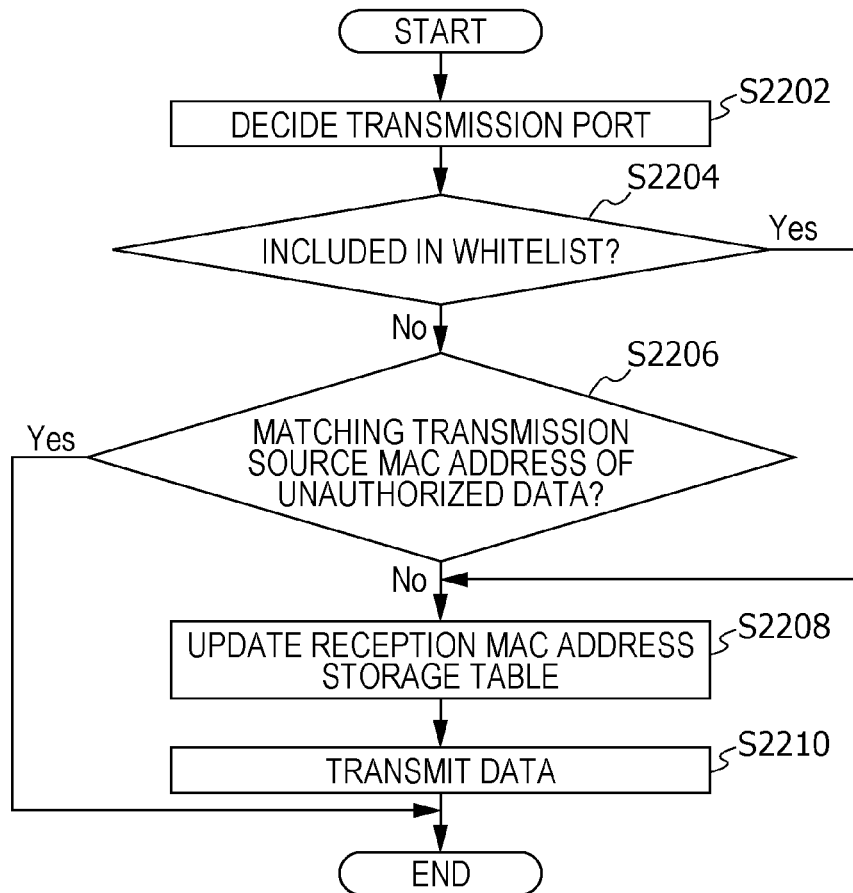 START
S2202
DECIDE TRANSMISSION PORT
S2204
INCLUDED IN WHITELIST?
Yes
No
S2206
Yes
MATCHING TRANSMISSION
SOURCE MAC ADDRESS OF
UNAUTHORIZED DATA?
No
S2208
UPDATE RECEPTION MAC ADDRESS
STORAGE TABLE
S2210
TRANSMIT DATA
END